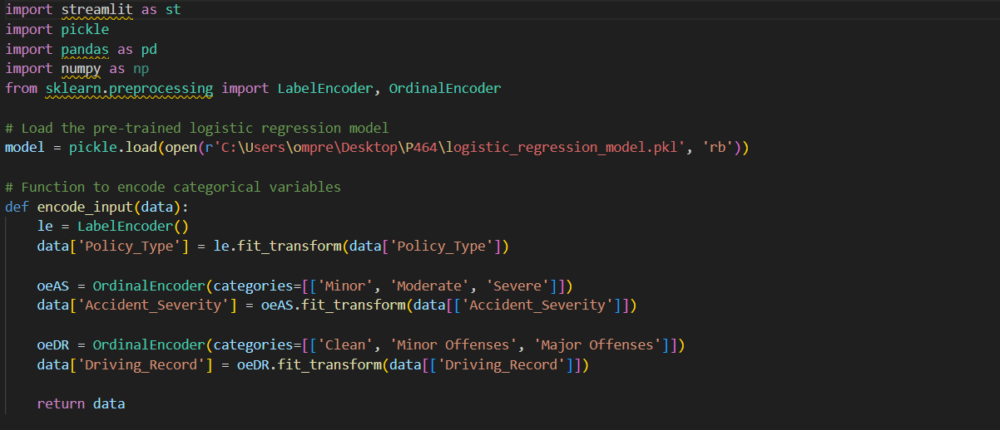 import streamlit as st
import pickle
import pandas as pd
import numpy as np
from sklearn.preprocessing import LabelEncoder, OrdinalEncoder
# Load the pre-trained logistic regression model
model = pickle.load(open(r'C:\Users\ompre\Desktop\P464\logistic_regression_model.pkl', 'rb'))
# Function to encode categorical variables
def encode_input(data):
    le = LabelEncoder()
    data['Policy_Type'] = le.fit_transform(data['Policy_Type'])
    oeAS = OrdinalEncoder(categories=[['Minor', 'Moderate', 'Severe']])
    data['Accident_Severity'] = oeAS.fit_transform(data[['Accident_Severity']])
    oeDR = OrdinalEncoder(categories=[['Clean', 'Minor Offenses', 'Major Offenses']])
    data['Driving_Record'] = oeDR.fit_transform(data[['Driving_Record']])
    return data